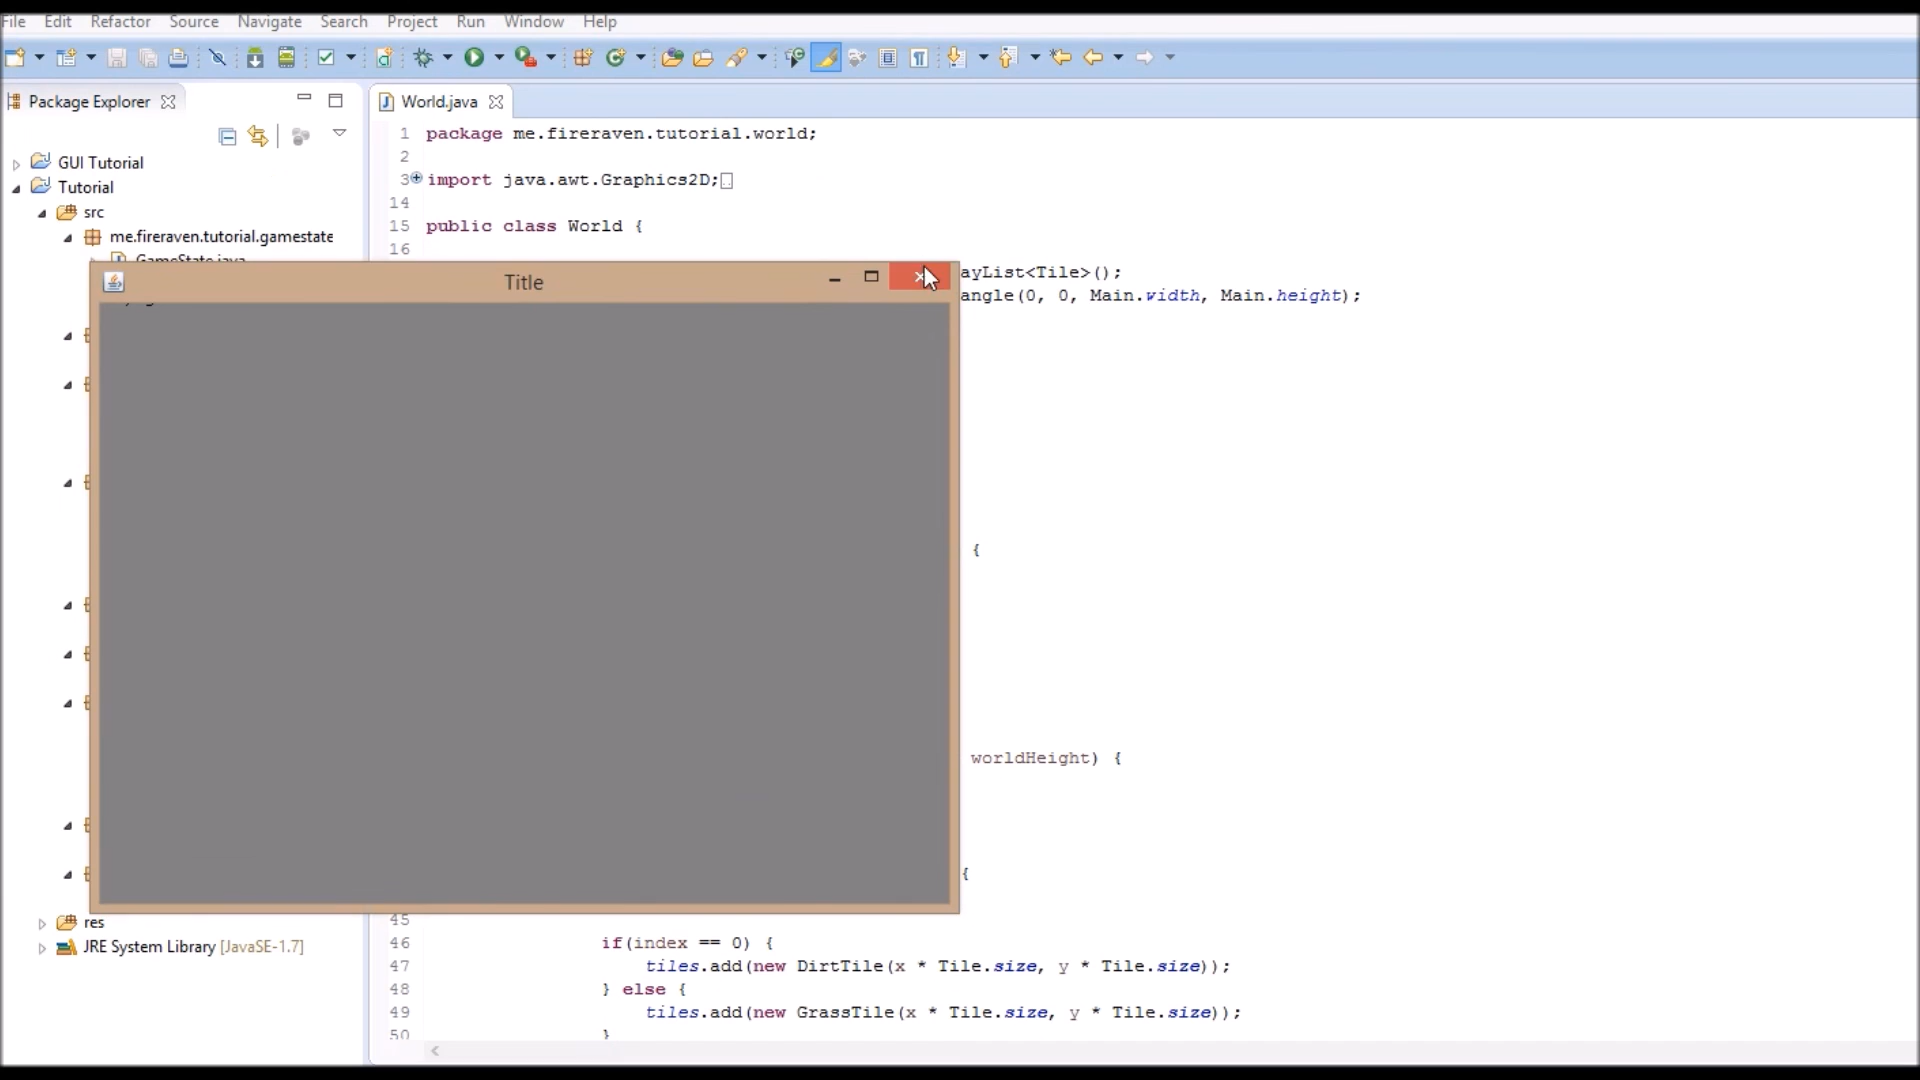 File Edit Refactor Source Navigate Search Project Run Window Help
Package Explorer
World.java
GUI Tutorial
Tutorial
src
me.fireraven.tutorial.gamestate
GameState.java
res
JRE System Library [JavaSE-1.7]
Title
1 package me.fireraven.tutorial.world;
2
3 import java.awt.Graphics2D;
14
15 public class World {
16
ayList<Tile>();
angle(0, 0, Main.width, Main.height);
{
worldHeight) {
{
45
46 if(index == 0) {
47 tiles.add(new DirtTile(x * Tile.size, y * Tile.size));
48 } else {
49 tiles.add(new GrassTile(x * Tile.size, y * Tile.size));
50 }